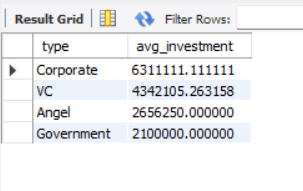 Result Grid Filter Rows:
type avg_investment
Corporate 6311111.111111
VC 4342105.263158
Angel 2656250.000000
Government 2100000.000000